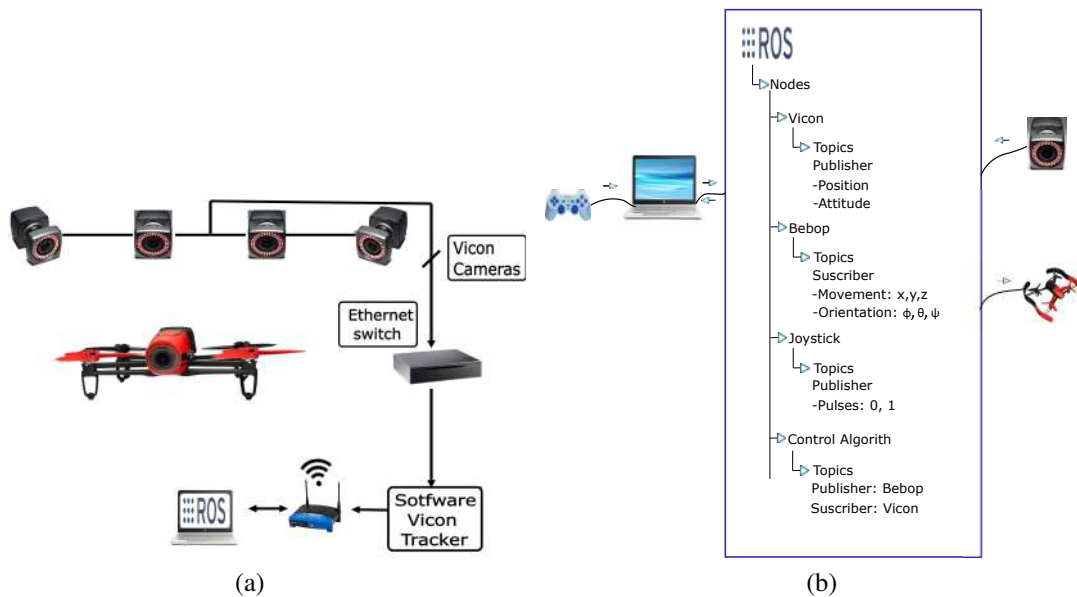 Vicon
Cameras
Ethernet
switch
Sotfware
Vicon
Tracker
ROS
(a)
ROS
Nodes
Vicon
Topics
Publisher
-Position
-Attitude
Bebop
Topics
Suscriber
-Movement: x,y,z
-Orientation: ϕ, θ, ψ
Joystick
Topics
Publisher
-Pulses: 0, 1
Control Algorith
Topics
Publisher: Bebop
Suscriber: Vicon
(b)